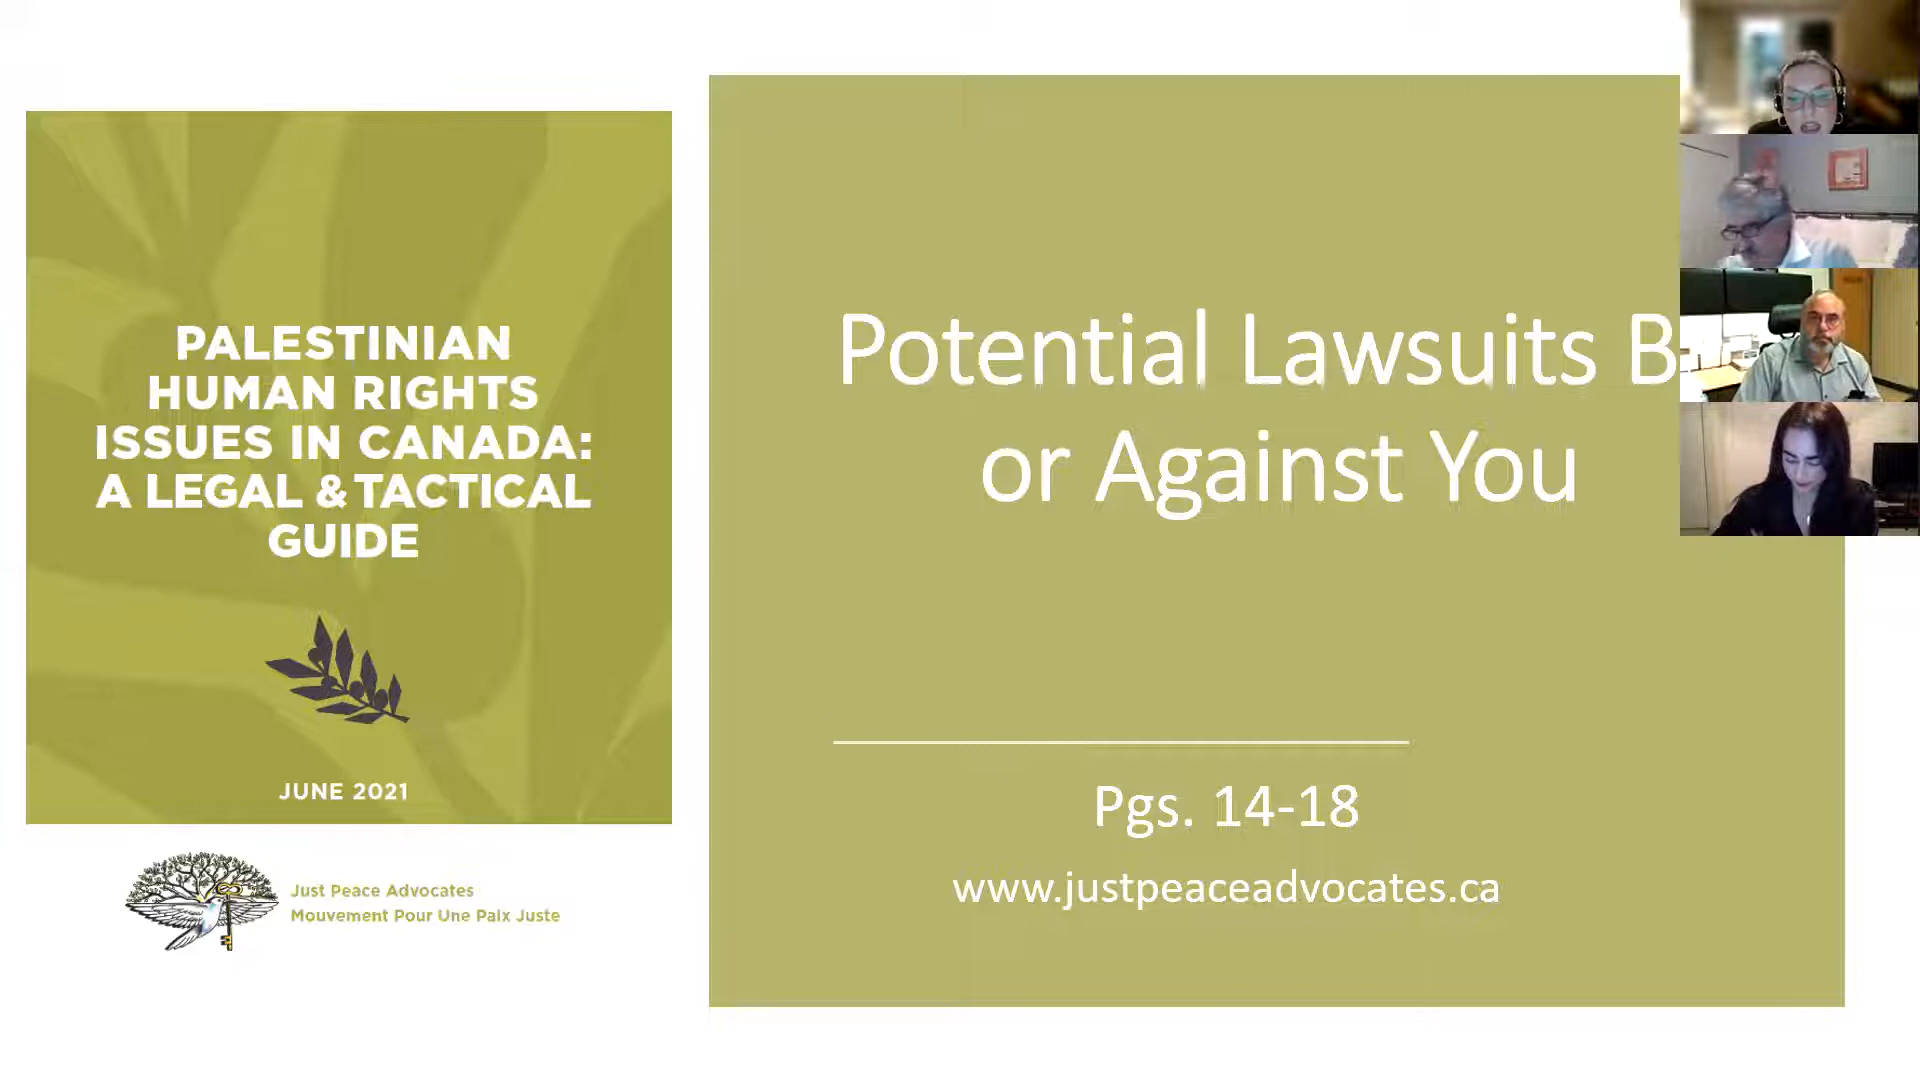 PALESTINIAN
HUMAN RIGHTS
ISSUES IN CANADA:
A LEGAL & TACTICAL
GUIDE
JUNE 2021
Just Peace Advocates
Mouvement Pour Une Paix Juste
Potential Lawsuits B
or Against You
Pgs. 14-18
www.justpeaceadvocates.ca